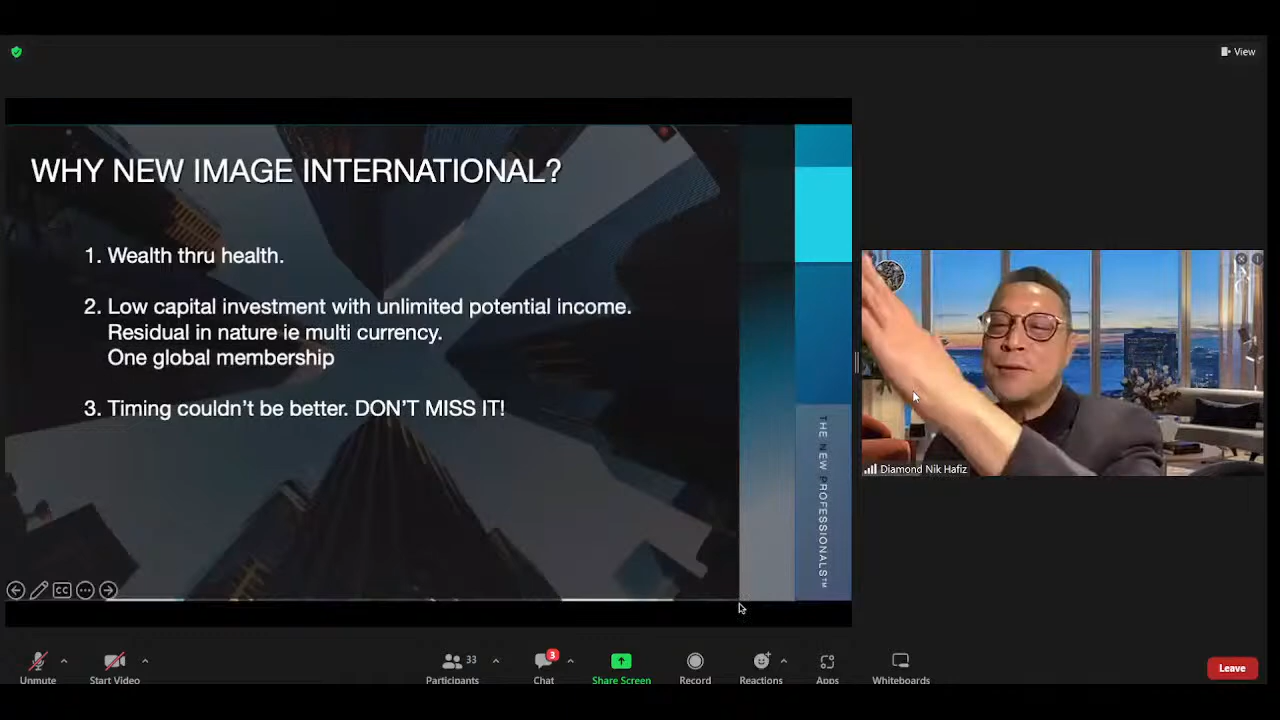 View
WHY NEW IMAGE INTERNATIONAL?
1. Wealth thru health.
2. Low capital investment with unlimited potential income.
Residual in nature ie multi currency.
One global membership
3. Timing couldn't be better. DON'T MISS IT!
THE NEW PROFESSIONALS™
CC
Diamond Nik Hafiz
Unmute
Start Video
33
Participants
3
Chat
Share Screen
Record
Reactions
Apps
Whiteboards
Leave